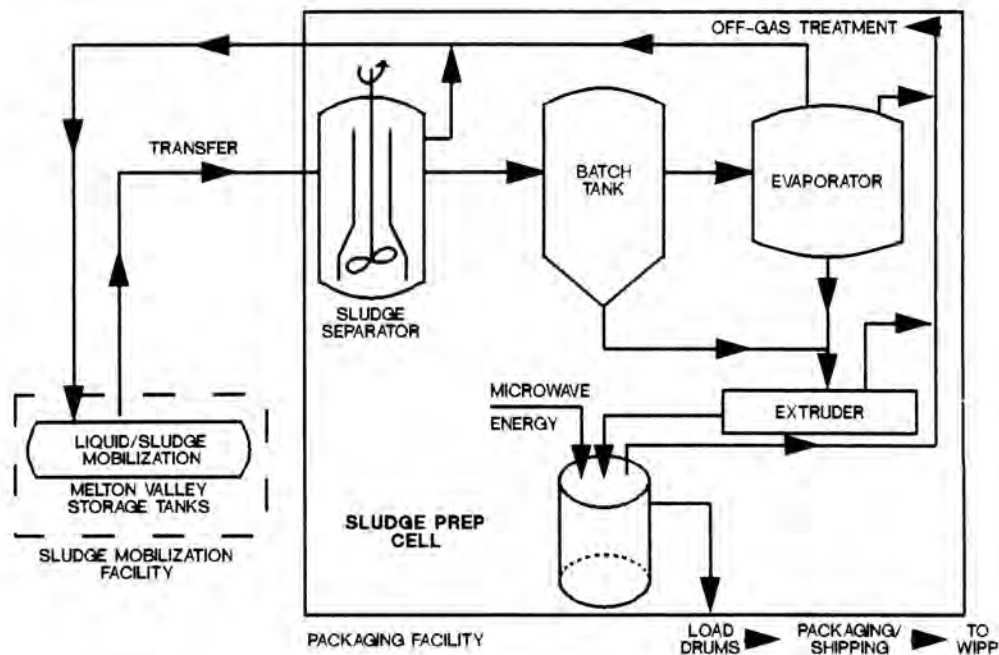 OFF-GAS TREATMENT
TRANSFER
BATCH
TANK
EVAPORATOR
SLUDGE
SEPARATOR
MICROWAVE
ENERGY
EXTRUDER
LIQUID/SLUDGE
MOBILIZATION
MELTON VALLEY
STORAGE TANKS
SLUDGE PREP
CELL
SLUDGE MOBILIZATION
FACILITY
PACKAGING FACILITY
LOAD
DRUMS
PACKAGING/
SHIPPING
TO
WIPP